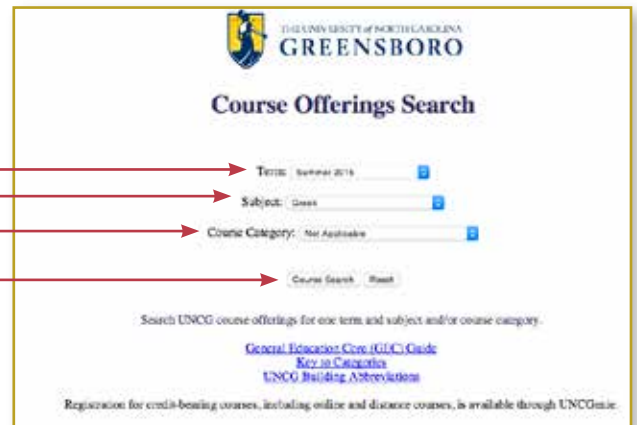 THE UNIVERSITY of NORTH CAROLINA
GREENSBORO
Course Offerings Search
Term: Summer 2015
Subject: Greek
Course Category: Not Applicable
Course Search Reset
Search UNCG course offerings for one term and subject and/or course category.
General Education Core (GEC) Guide
Key to Categories
UNCG Building Abbreviations
Registration for credit-bearing courses, including online and distance courses, is available through UNCGenie.